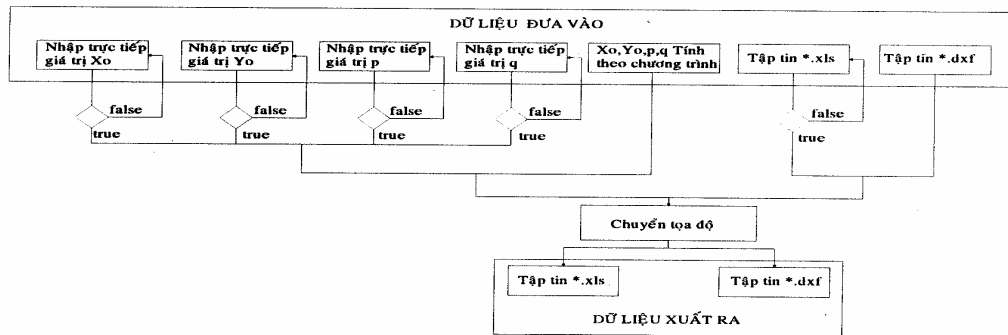 DỮ LIỆU ĐƯA VÀO
Nhập trực tiếp
giá trị Xo
Nhập trực tiếp
giá trị Yo
Nhập trực tiếp
giá trị p
Nhập trực tiếp
giá trị q
Xo,Yo,p,q Tính
theo chương trình
Tập tin *.xls
Tập tin *.dxf
false
true
false
true
false
true
false
true
false
true
Chuyển tọa độ
Tập tin *.xls
Tập tin *.dxf
DỮ LIỆU XUẤT RA